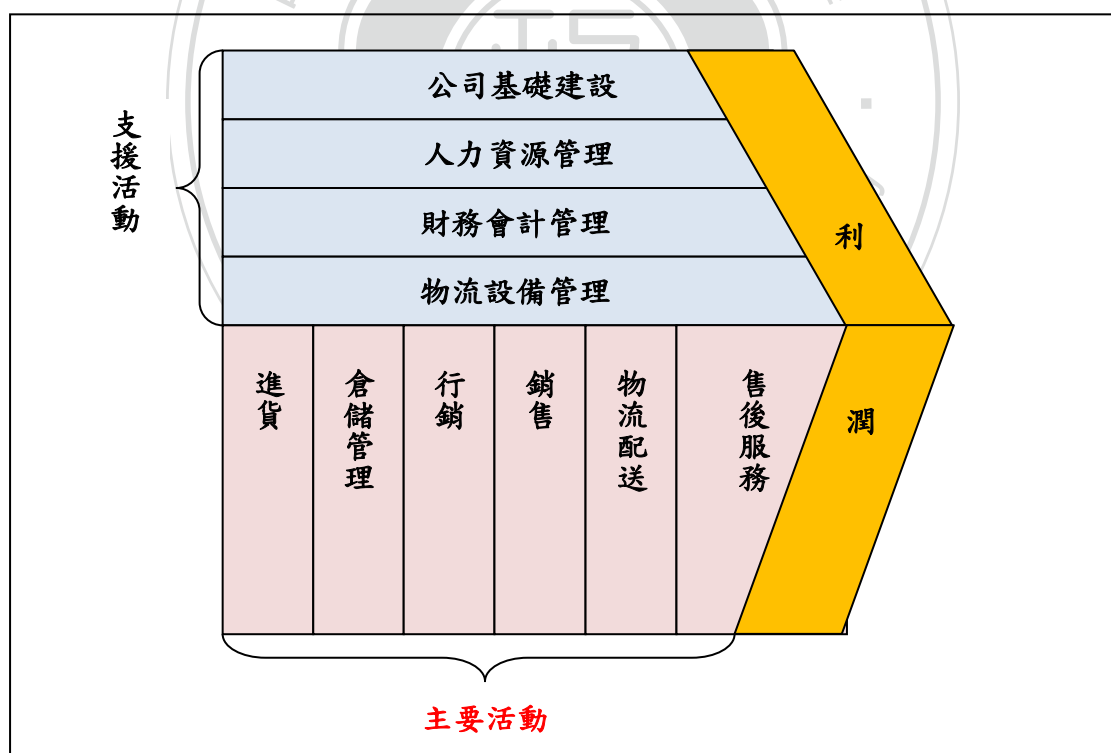 支援活動
公司基礎建設
人力資源管理
財務會計管理
物流設備管理
利
潤
進貨
倉儲管理
行銷
銷售
物流配送
售後服務
主要活動